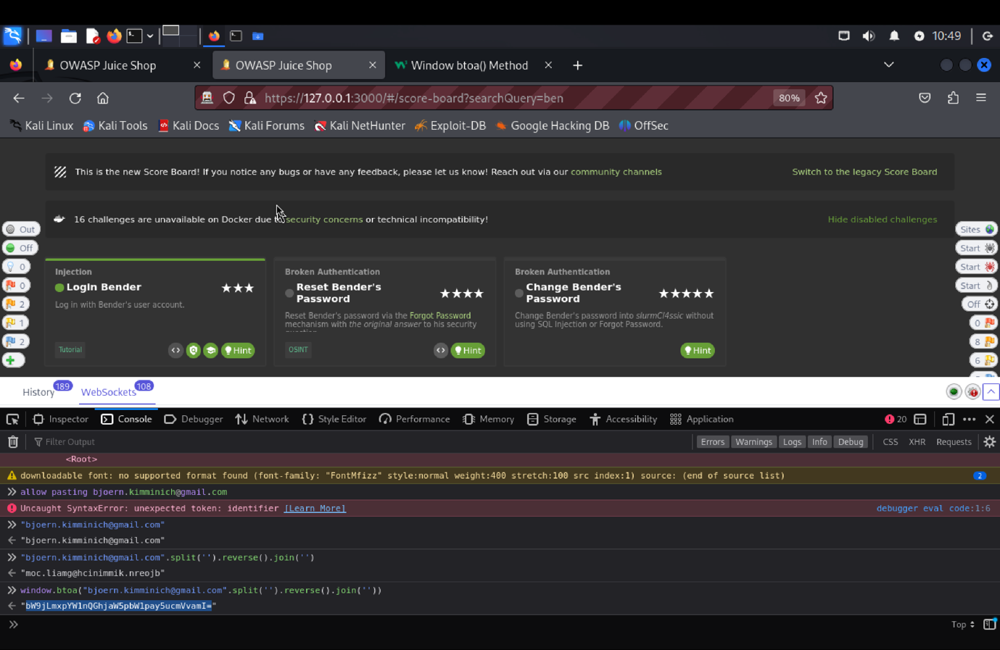 10:49
OWASP Juice Shop
OWASP Juice Shop
Window btoa() Method
https://127.0.0.1:3000/#/score-board?searchQuery=ben
80%
Kali Linux Kali Tools Kali Docs Kali Forums Kali NetHunter Exploit-DB Google Hacking DB OffSec
This is the new Score Board! If you notice any bugs or have any feedback, please let us know! Reach out via our community channels
Switch to the legacy Score Board
16 challenges are unavailable on Docker due to security concerns or technical incompatibility!
Hide disabled challenges
Out
Off
0
0
2
1
2
Sites
Start
Start
Start
Off
0
8
6
Injection
Login Bender
Log in with Bender's user account.
Tutorial
Hint
Broken Authentication
Reset Bender's
Password
Reset Bender's password via the Forgot Password
mechanism with the original answer to his security
question.
OSINT
Hint
Broken Authentication
Change Bender's
Password
Change Bender's password into slurmCl4ssic without
using SQL Injection or Forgot Password.
Hint
History 189 WebSockets 108
Inspector Console Debugger Network Style Editor Performance Memory Storage Accessibility Application 20
Filter Output
Errors Warnings Logs Info Debug CSS XHR Requests
<Root>
downloadable font: no supported format found (font-family: "FontMfizz" style:normal weight:400 stretch:100 src index:1) source: (end of source list) 2
allow pasting bjoern.kimminich@gmail.com
Uncaught SyntaxError: unexpected token: identifier [Learn More] debugger eval code:1:6
"bjoern.kimminich@gmail.com"
"bjoern.kimminich@gmail.com"
"bjoern.kimminich@gmail.com".split('').reverse().join('')
"moc.liamg@hcinimmik.nreojb"
window.btoa("bjoern.kimminich@gmail.com".split('').reverse().join(''))
"bW9jLmxpYW1nQGhjaW5pbW1pay5ucmVvamI="
Top